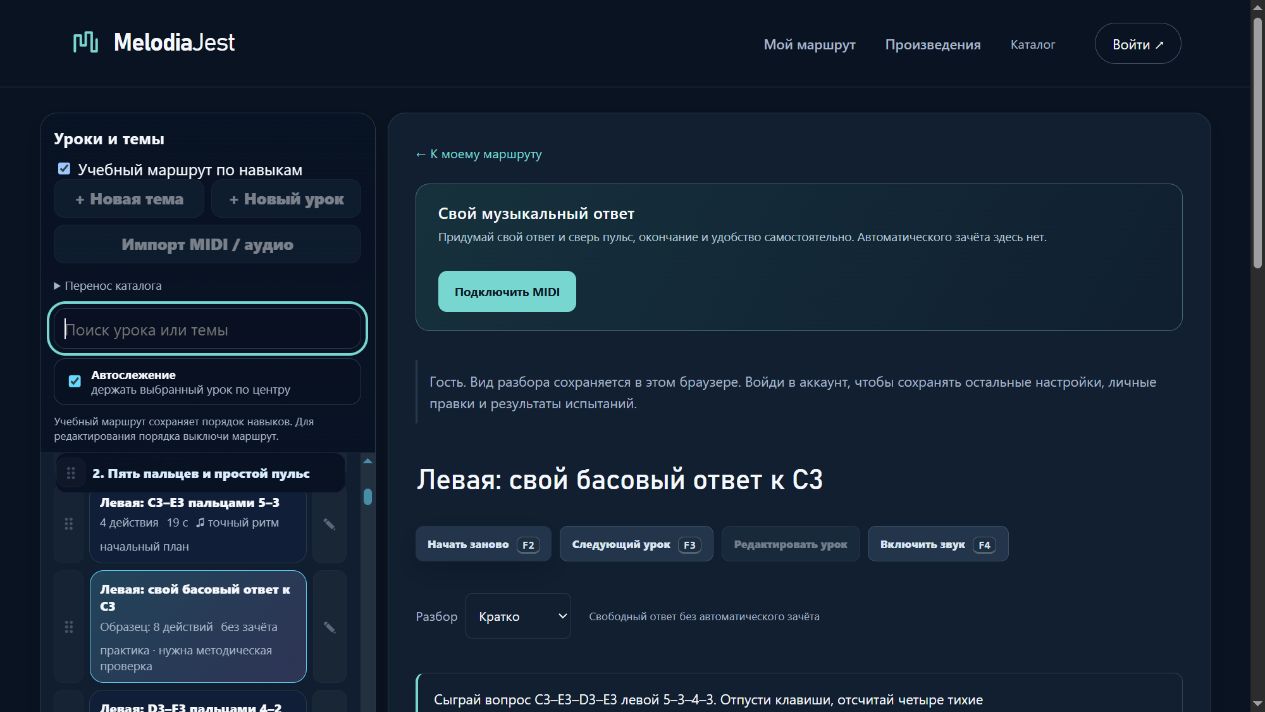 MelodiaJest
Мой маршрут
Произведения
Каталог
Войти ↗
Уроки и темы
Учебный маршрут по навыкам
+ Новая тема
+ Новый урок
Импорт MIDI / аудио
▶ Перенос каталога
Поиск урока или темы
Автослежение
держать выбранный урок по центру
Учебный маршрут сохраняет порядок навыков. Для
редактирования порядка выключи маршрут.
2. Пять пальцев и простой пульс
Левая: C3–E3 пальцами 5–3
4 действия 19 с ♫ точный ритм
начальный план
Левая: свой басовый ответ к
C3
Образец: 8 действий без зачёта
практика · нужна методическая
проверка
Левая: D3–F3 пальцами 4–2
← К моему маршруту
Свой музыкальный ответ
Придумай свой ответ и сверь пульс, окончание и удобство самостоятельно. Автоматического зачёта здесь нет.
Подключить MIDI
Гость. Вид разбора сохраняется в этом браузере. Войди в аккаунт, чтобы сохранять остальные настройки, личные
правки и результаты испытаний.
Левая: свой басовый ответ к C3
Начать заново F2
Следующий урок F3
Редактировать урок
Включить звук F4
Разбор
Кратко
Свободный ответ без автоматического зачёта
Сыграй вопрос C3–E3–D3–E3 левой 5–3–4–3. Отпусти клавиши, отсчитай четыре тихие